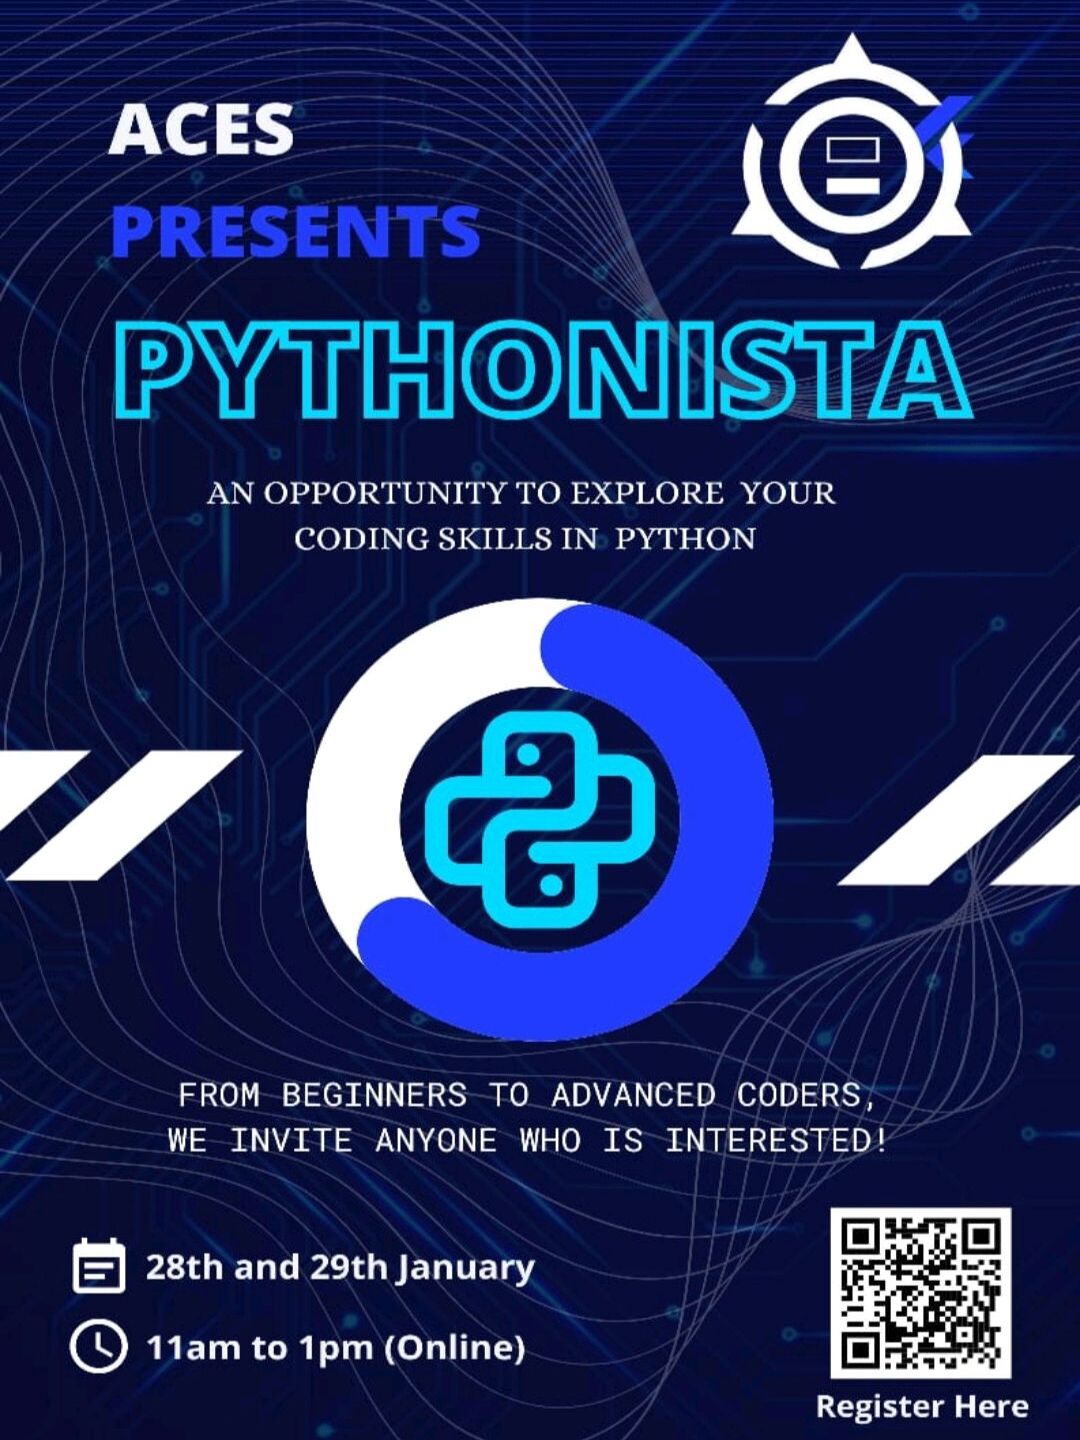 ACES
PRESENTS
PYTHONISTA
AN OPPORTUNITY TO EXPLORE YOUR
CODING SKILLS IN PYTHON
FROM BEGINNERS TO ADVANCED CODERS,
WE INVITE ANYONE WHO IS INTERESTED!
28th and 29th January
11am to 1pm (Online)
Register Here